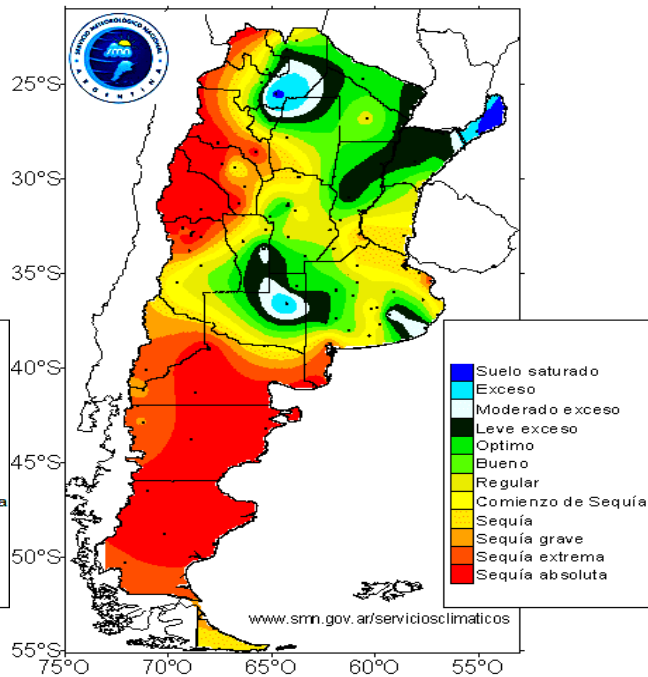 SERVICIO METEOROLÓGICO NACIONAL
smn
ARGENTINA
25°S
30°S
35°S
40°S
45°S
50°S
55°S
75°O
70°O
65°O
60°O
55°O
a
Suelo saturado
Exceso
Moderado exceso
Leve exceso
Optimo
Bueno
Regular
Comienzo de Sequía
Sequía
Sequía grave
Sequía extrema
Sequía absoluta
www.smn.gov.ar/serviciosclimaticos